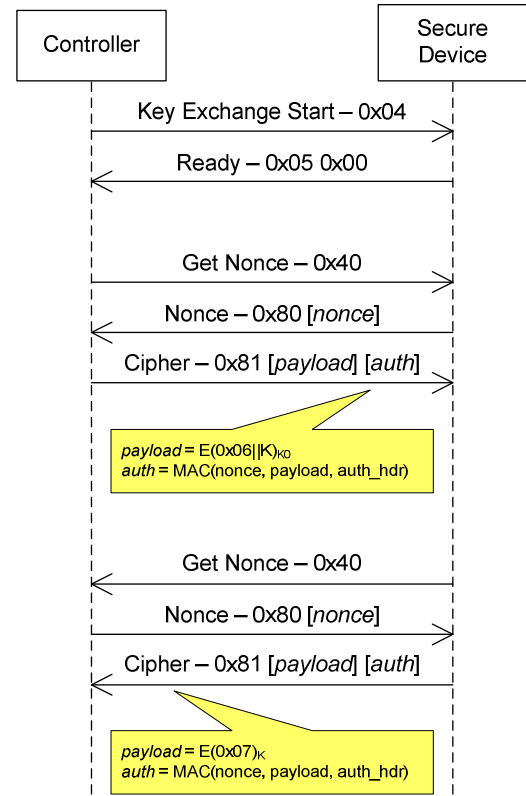 Controller
Secure
Device
Key Exchange Start – 0x04
Ready – 0x05 0x00
Get Nonce – 0x40
Nonce – 0x80 [nonce]
Cipher – 0x81 [payload] [auth]
payload = E(0x06||K)K0
auth = MAC(nonce, payload, auth_hdr)
Get Nonce – 0x40
Nonce – 0x80 [nonce]
Cipher – 0x81 [payload] [auth]
payload = E(0x07)K
auth = MAC(nonce, payload, auth_hdr)